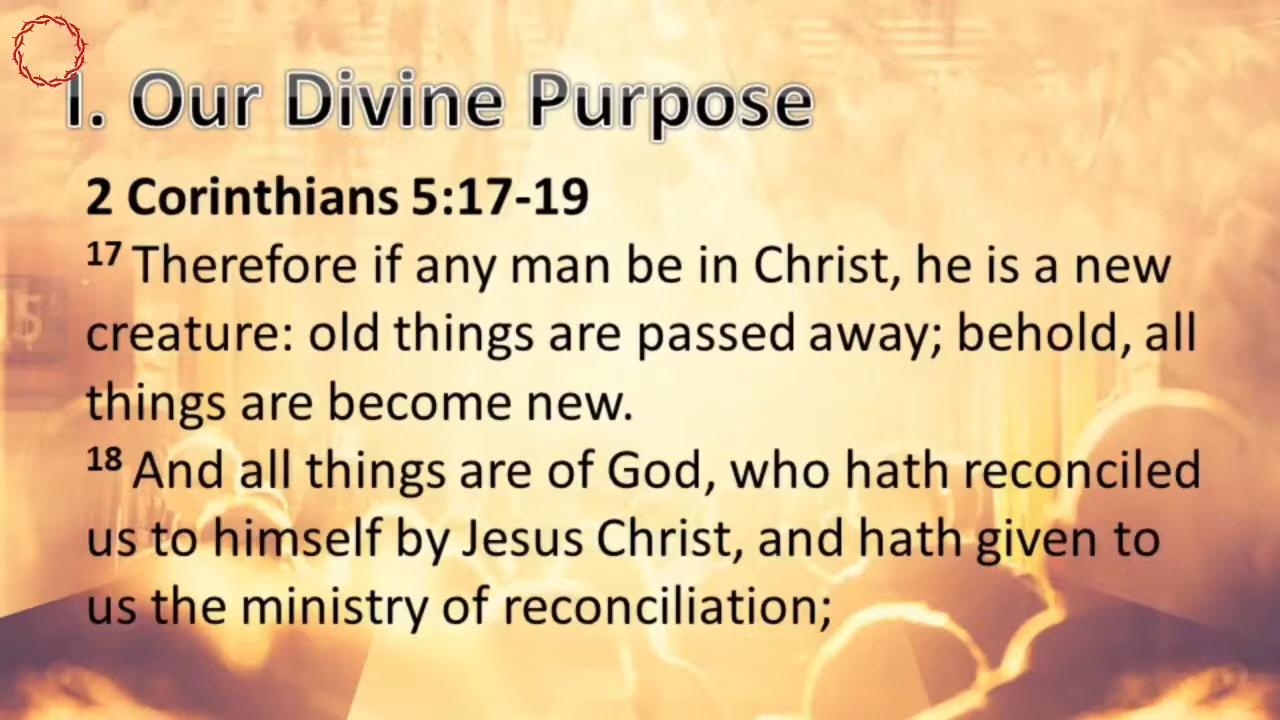 I. Our Divine Purpose
2 Corinthians 5:17-19
17 Therefore if any man be in Christ, he is a new
creature: old things are passed away; behold, all
things are become new.
18 And all things are of God, who hath reconciled
us to himself by Jesus Christ, and hath given to
us the ministry of reconciliation;